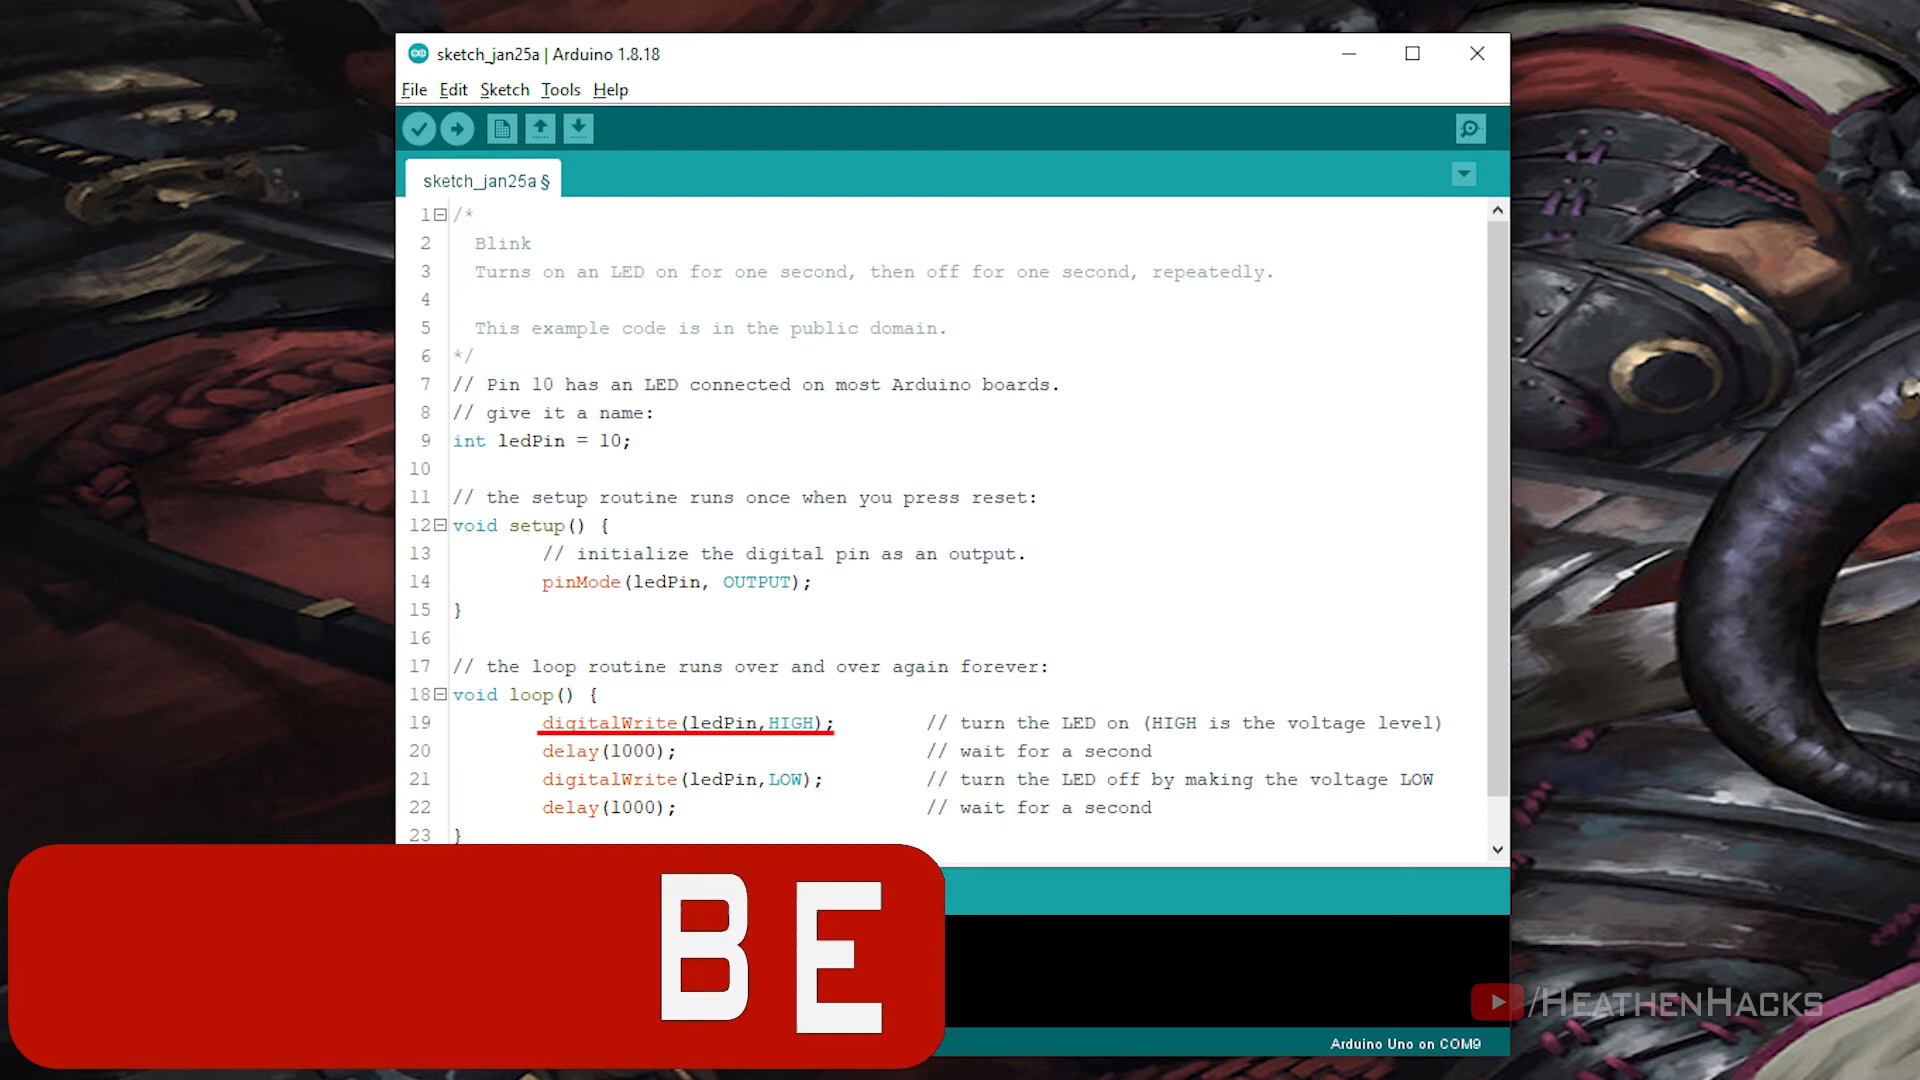 sketch_jan25a | Arduino 1.8.18
File Edit Sketch Tools Help
sketch_jan25a §
1 /*
2 Blink
3 Turns on an LED on for one second, then off for one second, repeatedly.
4
5 This example code is in the public domain.
6 */
7 // Pin 10 has an LED connected on most Arduino boards.
8 // give it a name:
9 int ledPin = 10;
10
11 // the setup routine runs once when you press reset:
12 void setup() {
13 // initialize the digital pin as an output.
14 pinMode(ledPin, OUTPUT);
15 }
16
17 // the loop routine runs over and over again forever:
18 void loop() {
19 digitalWrite(ledPin,HIGH); // turn the LED on (HIGH is the voltage level)
20 delay(1000); // wait for a second
21 digitalWrite(ledPin,LOW); // turn the LED off by making the voltage LOW
22 delay(1000); // wait for a second
23 }
BE
/HEATHENHACKS
Arduino Uno on COM9